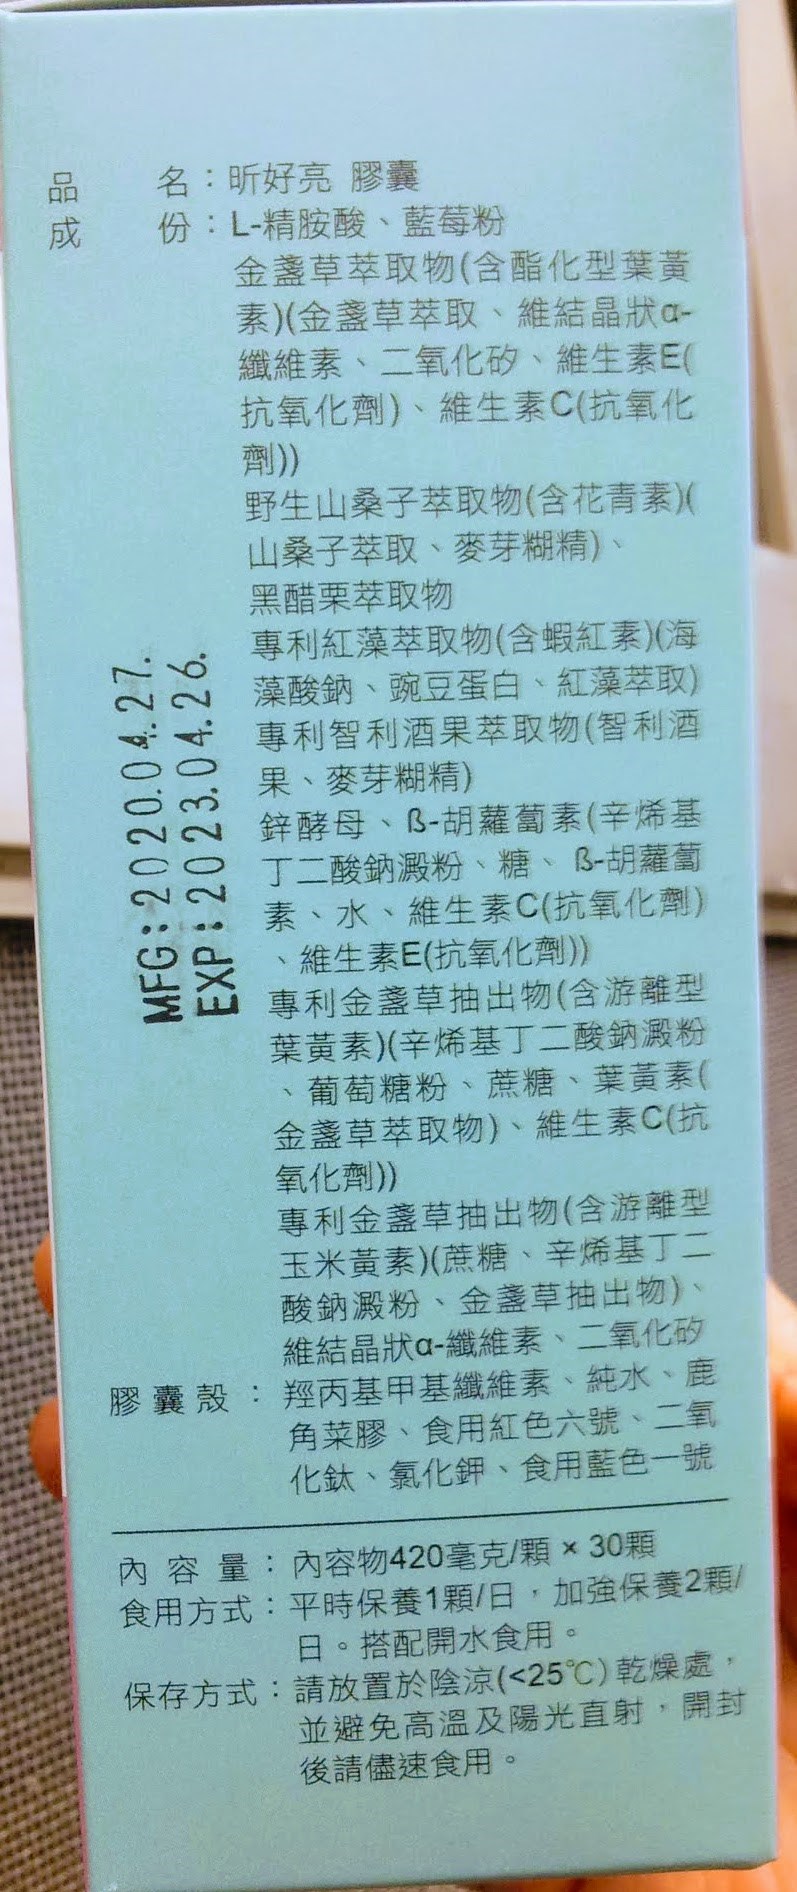 品名：昕好亮 膠囊
成份：L-精胺酸、藍莓粉
金盞草萃取物(含酯化型葉黃
素)(金盞草萃取、維結晶狀α-
纖維素、二氧化矽、維生素E(
抗氧化劑)、維生素C(抗氧化
劑))
野生山桑子萃取物(含花青素)(
山桑子萃取、麥芽糊精)、
黑醋栗萃取物
專利紅藻萃取物(含蝦紅素)(海
藻酸鈉、豌豆蛋白、紅藻萃取)
專利智利酒果萃取物(智利酒
果、麥芽糊精)
鋅酵母、ß-胡蘿蔔素(辛烯基
丁二酸鈉澱粉、糖、ß-胡蘿蔔
素、水、維生素C(抗氧化劑)
、維生素E(抗氧化劑))
專利金盞草抽出物(含游離型
葉黃素)(辛烯基丁二酸鈉澱粉
、葡萄糖粉、蔗糖、葉黃素(
金盞草萃取物)、維生素C(抗
氧化劑))
專利金盞草抽出物(含游離型
玉米黃素)(蔗糖、辛烯基丁二
酸鈉澱粉、金盞草抽出物)、
維結晶狀α-纖維素、二氧化矽
膠囊殼：羥丙基甲基纖維素、純水、鹿
角菜膠、食用紅色六號、二氧
化鈦、氯化鉀、食用藍色一號
內容量：內容物420毫克/顆 × 30顆
食用方式：平時保養1顆/日，加強保養2顆/
日。搭配開水食用。
保存方式：請放置於陰涼(<25℃)乾燥處，
並避免高溫及陽光直射，開封
後請儘速食用。
MFG:2020.04.27.
EXP:2023.04.26.